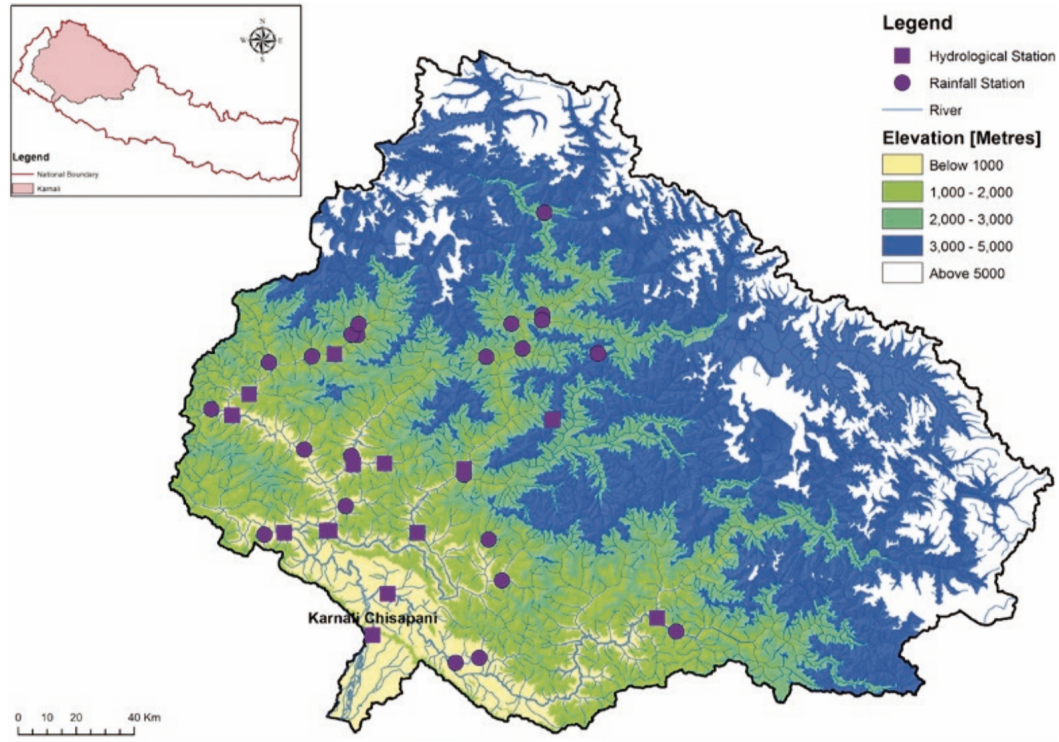 N
W
E
S
Legend
National Boundary
Karnali
Legend
Hydrological Station
Rainfall Station
River
Elevation [Metres]
Below 1000
1,000 - 2,000
2,000 - 3,000
3,000 - 5,000
Above 5000
Karnali Chisapani
0 10 20 40 Km